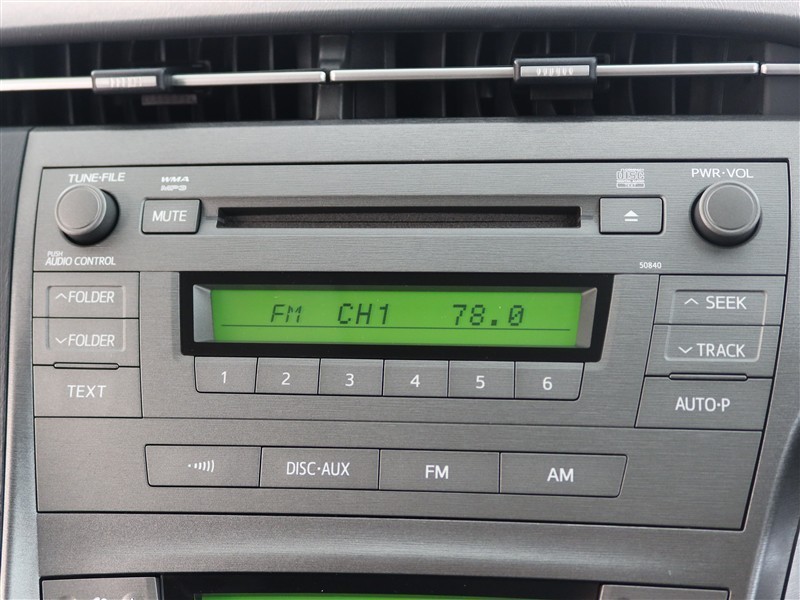 TUNE•FILE
WMA
MP3
disc
PWR•VOL
MUTE
PUSH
AUDIO CONTROL
50840
FOLDER
FM CH1 78.0
SEEK
FOLDER
TRACK
1 2 3 4 5 6
TEXT
AUTO•P
DISC•AUX
FM
AM